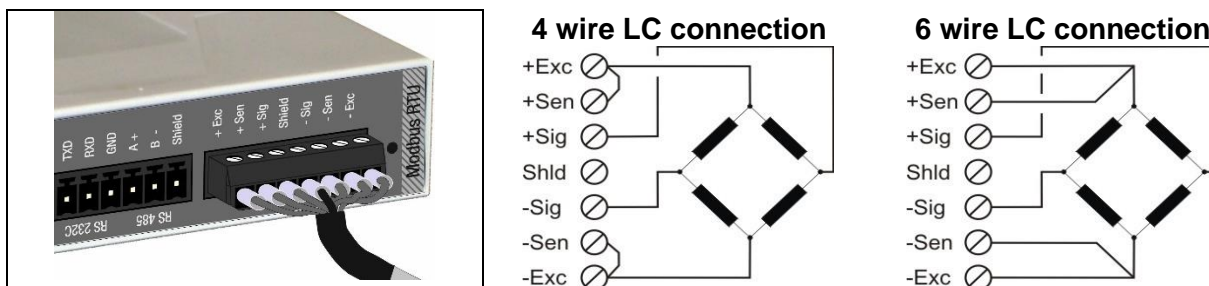 TXD
RXD
GND
A +
B -
Shield
RS 232C
RS 485
+ Exc
+ Sen
+ Sig
Shield
- Sig
- Sen
- Exc
Modbus RTU
4 wire LC connection
+Exc
+Sen
+Sig
Shld
-Sig
-Sen
-Exc
6 wire LC connection
+Exc
+Sen
+Sig
Shld
-Sig
-Sen
-Exc